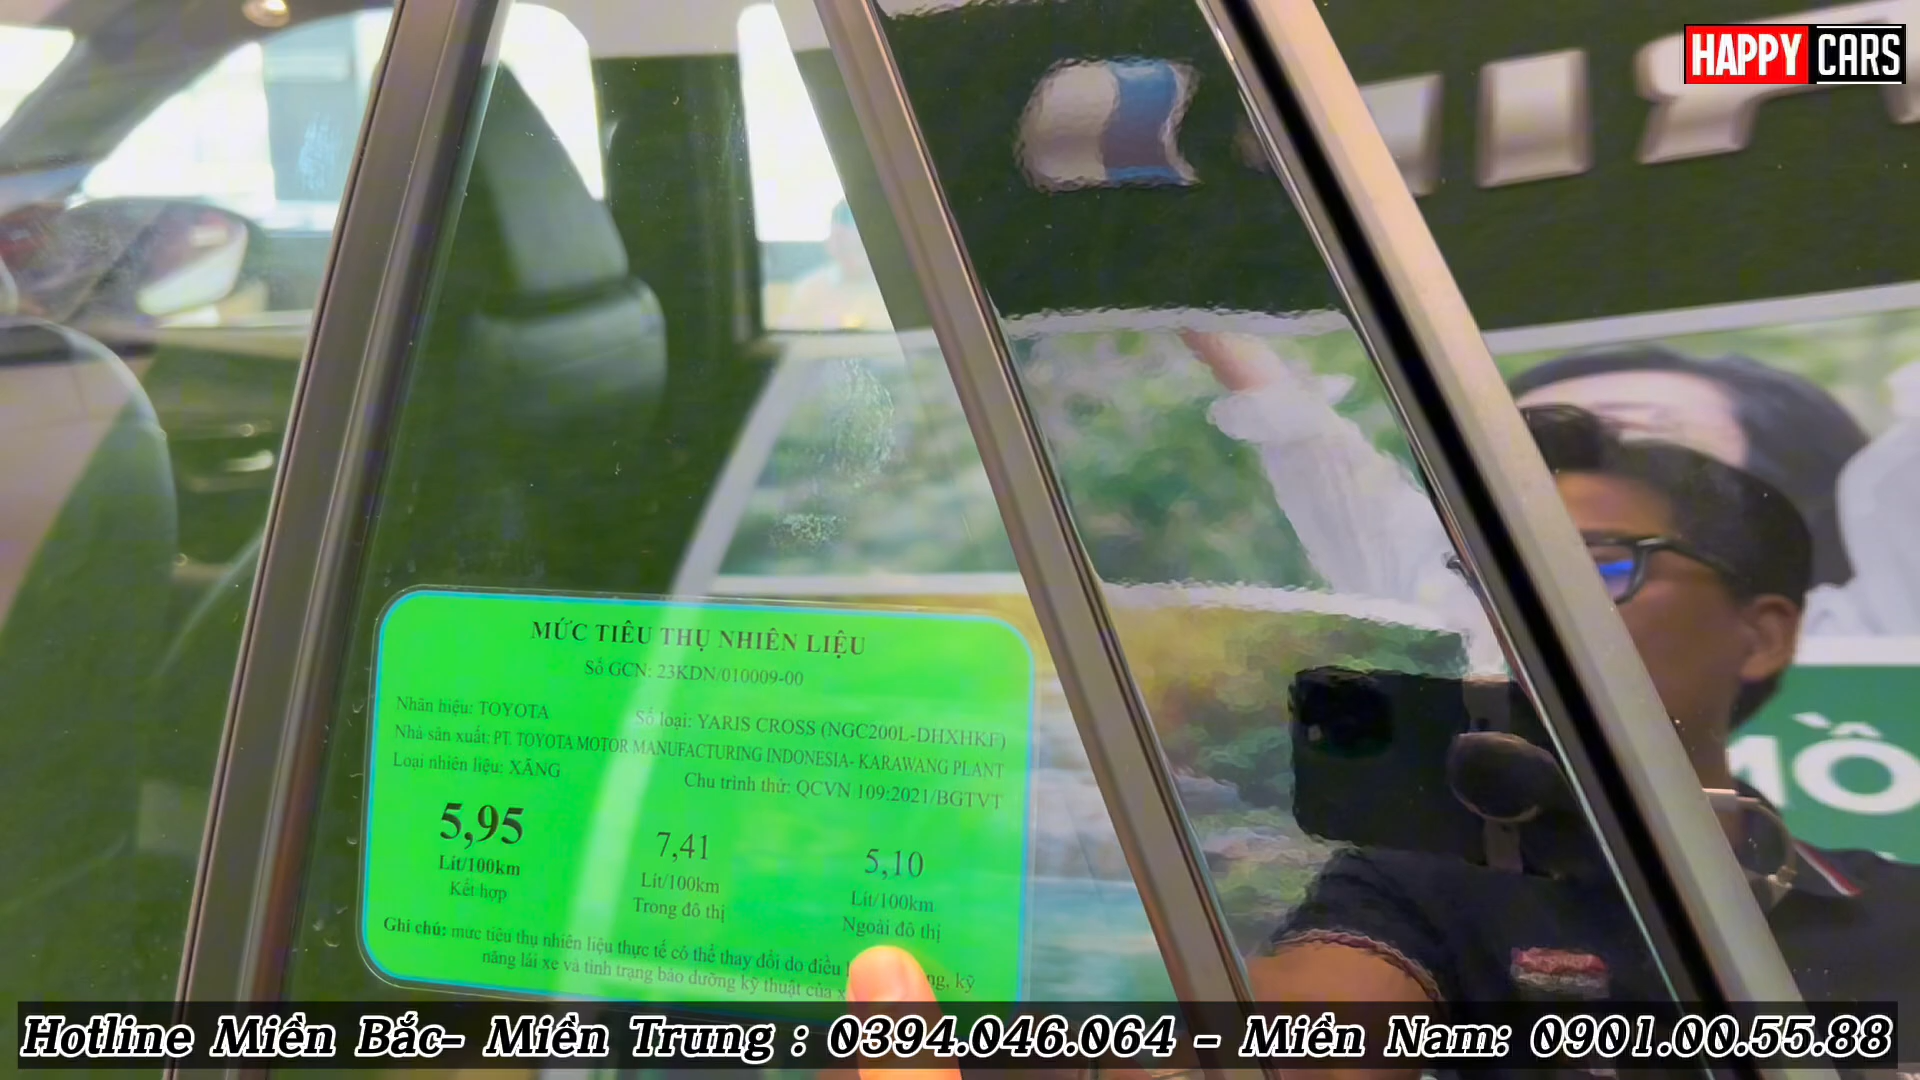 HAPPY CARS
MỨC TIÊU THỤ NHIÊN LIỆU
Số GCN: 23KDN/010009-00
Nhãn hiệu: TOYOTA
Số loại: YARIS CROSS (NGC200L-DHXHKF)
Nhà sản xuất: PT. TOYOTA MOTOR MANUFACTURING INDONESIA- KARAWANG PLANT
Loại nhiên liệu: XĂNG
Chu trình thử: QCVN 109:2021/BGTVT
5,95
Lít/100km
Kết hợp
7,41
Lít/100km
Trong đô thị
5,10
Lít/100km
Ngoài đô thị
Ghi chú: mức tiêu thụ nhiên liệu thực tế có thể thay đổi do điều kỹ
năng lái xe và tình trạng bảo dưỡng kỹ thuật của
MÔ
Hotline Miền Bắc- Miền Trung : 0394.046.064 - Miền Nam: 0901.00.55.88